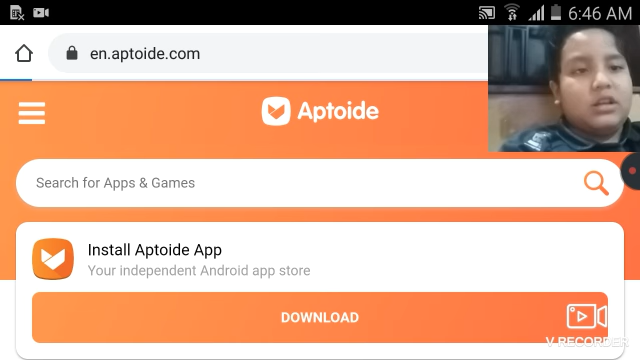 6:46 AM
en.aptoide.com
Aptoide
Search for Apps & Games
Install Aptoide App
Your independent Android app store
DOWNLOAD
V RECORDER